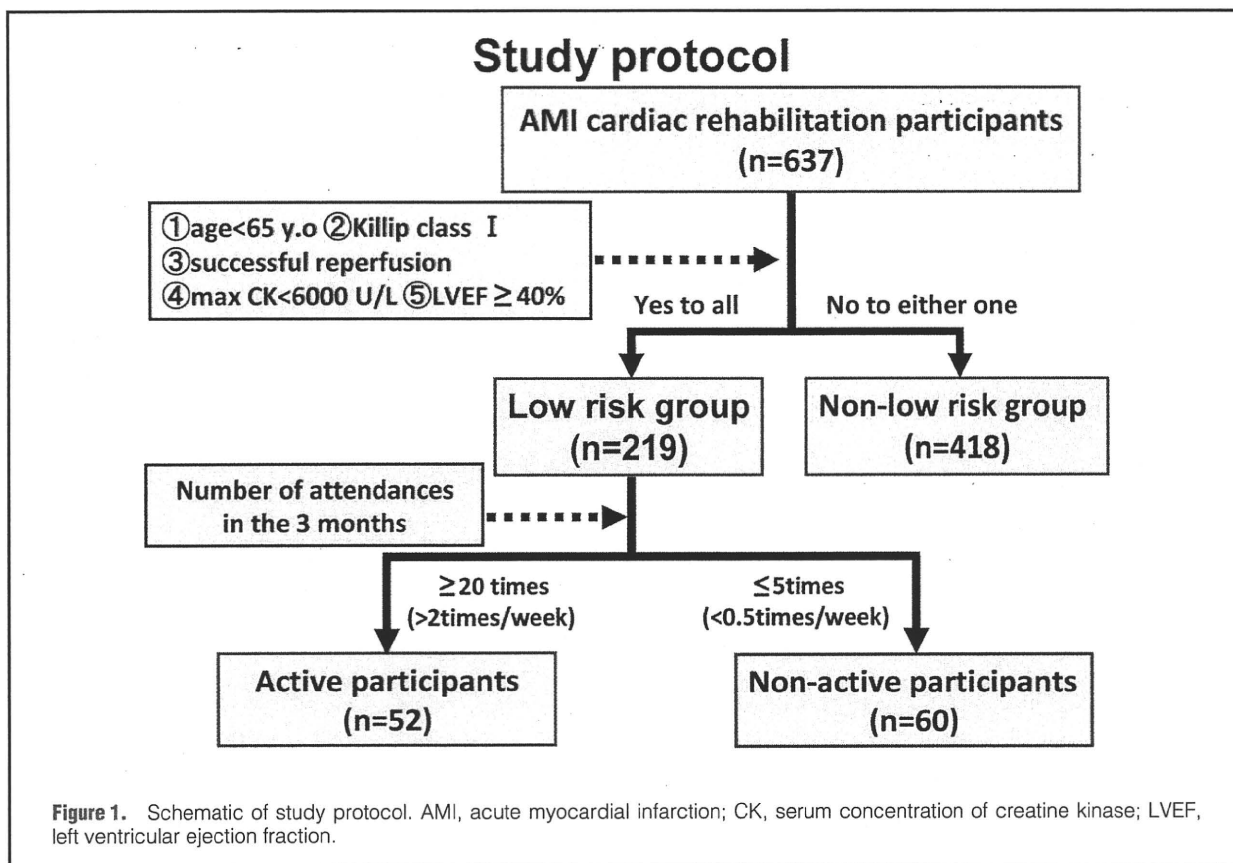 Study protocol
AMI cardiac rehabilitation participants
(n=637)
①age<65 y.o ②Killip class Ⅰ
③successful reperfusion
④max CK<6000 U/L ⑤LVEF ≧40%
Yes to all
No to either one
Low risk group
(n=219)
Non-low risk group
(n=418)
Number of attendances
in the 3 months
≧20 times
(>2times/week)
≦5times
(<0.5times/week)
Active participants
(n=52)
Non-active participants
(n=60)
Figure 1. Schematic of study protocol. AMI, acute myocardial infarction; CK, serum concentration of creatine kinase; LVEF,
left ventricular ejection fraction.